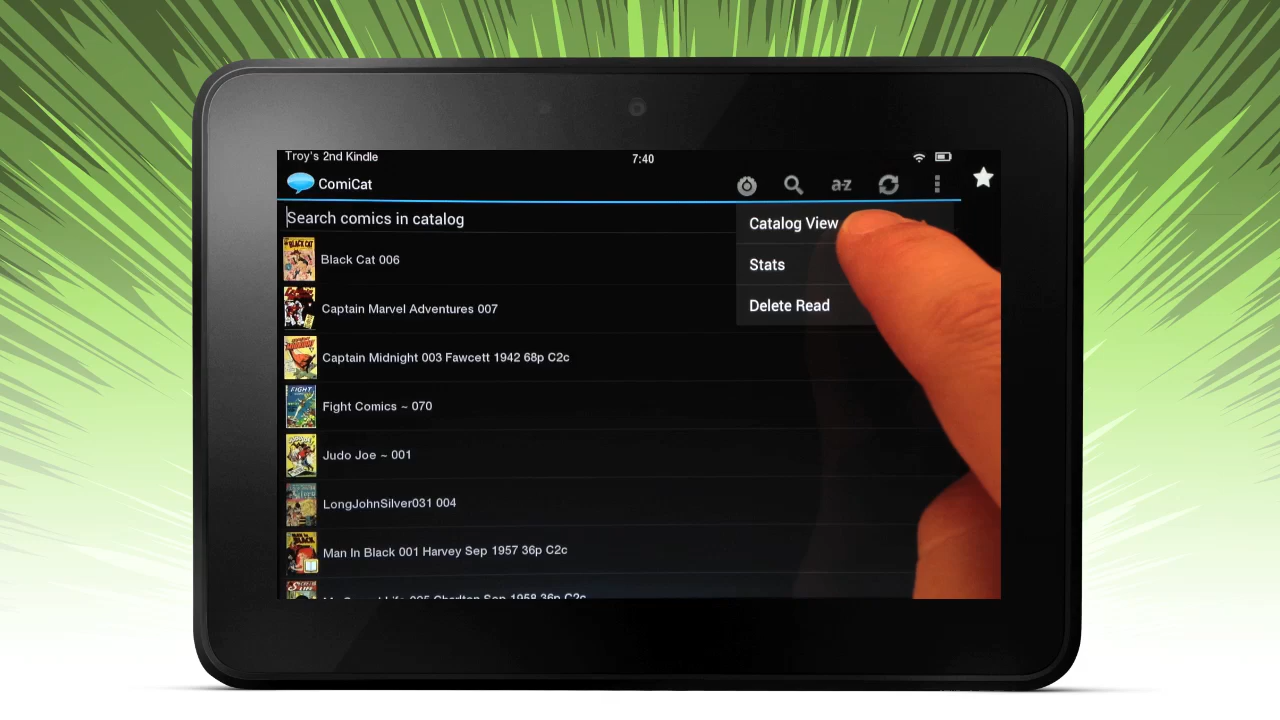 Troy's 2nd Kindle
7:40
ComiCat
a-z
Search comics in catalog
Catalog View
Stats
Delete Read
Black Cat 006
Captain Marvel Adventures 007
Captain Midnight 003 Fawcett 1942 68p C2c
Fight Comics ~ 070
Judo Joe ~ 001
LongJohnSilver031 004
Man In Black 001 Harvey Sep 1957 36p C2c